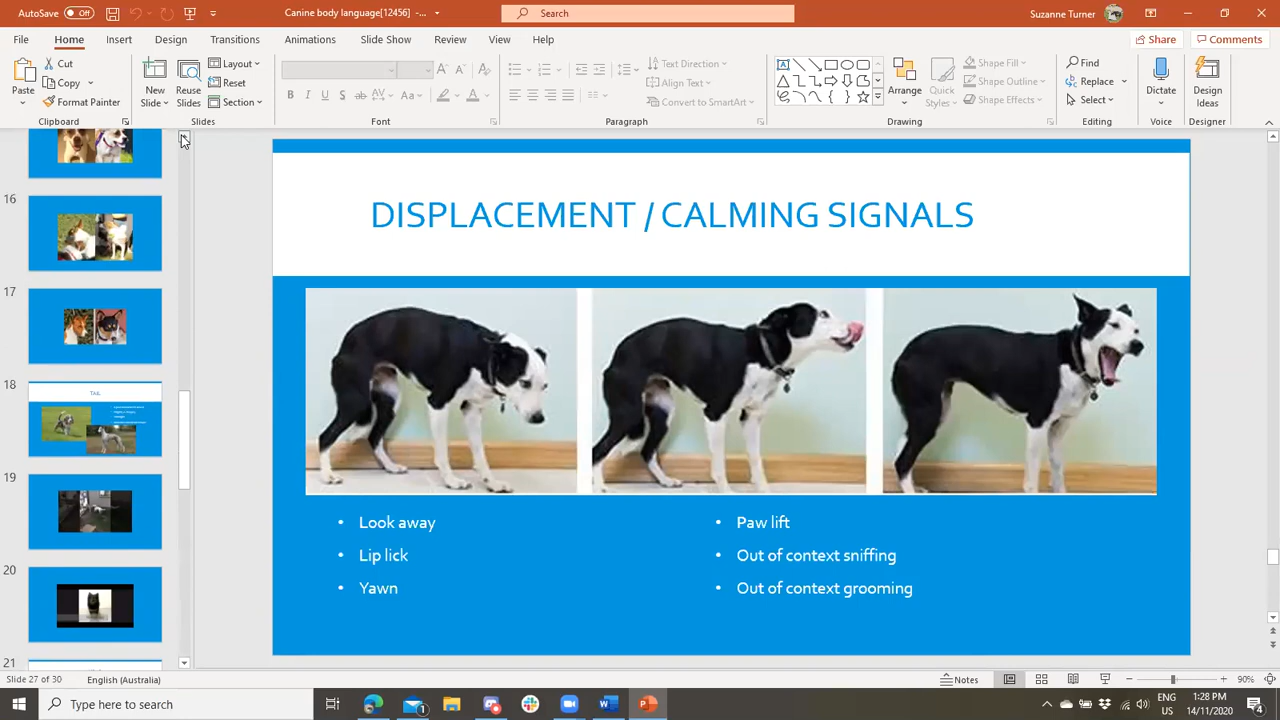 AutoSave Off Canine body language[12456] -... Search Suzanne Turner
File Home Insert Design Transitions Animations Slide Show Review View Help Share Comments
Paste Cut Copy Format Painter Clipboard
New Slides Reuse Slides Layout Reset Section Slides
Font
Text Direction Align Text Convert to SmartArt Paragraph
Arrange Quick Styles Shape Fill Shape Outline Shape Effects Drawing
Find Replace Select Editing
Dictate Voice
Design Ideas Designer
16
17
18
TAIL
19
20
21
DISPLACEMENT / CALMING SIGNALS
• Look away
• Lip lick
• Yawn
• Paw lift
• Out of context sniffing
• Out of context grooming
Slide 27 of 30 English (Australia) Notes 90%
Type here to search ENG US 1:28 PM 14/11/2020